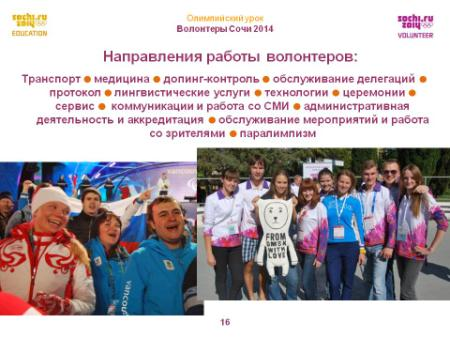 sochi.ru
2014
EDUCATION
Олимпийский урок
Волонтеры Сочи 2014
sochi.ru
2014
VOLUNTEER
Направления работы волонтеров:
Транспорт ● медицина ● допинг-контроль ● обслуживание делегаций ●
протокол ● лингвистические услуги ● технологии ● церемонии ●
сервис ● коммуникации и работа со СМИ ● административная
деятельность и аккредитация ● обслуживание мероприятий и работа
со зрителями ● паралимпизм
FROM
OMSK
WITH
LOVE
16